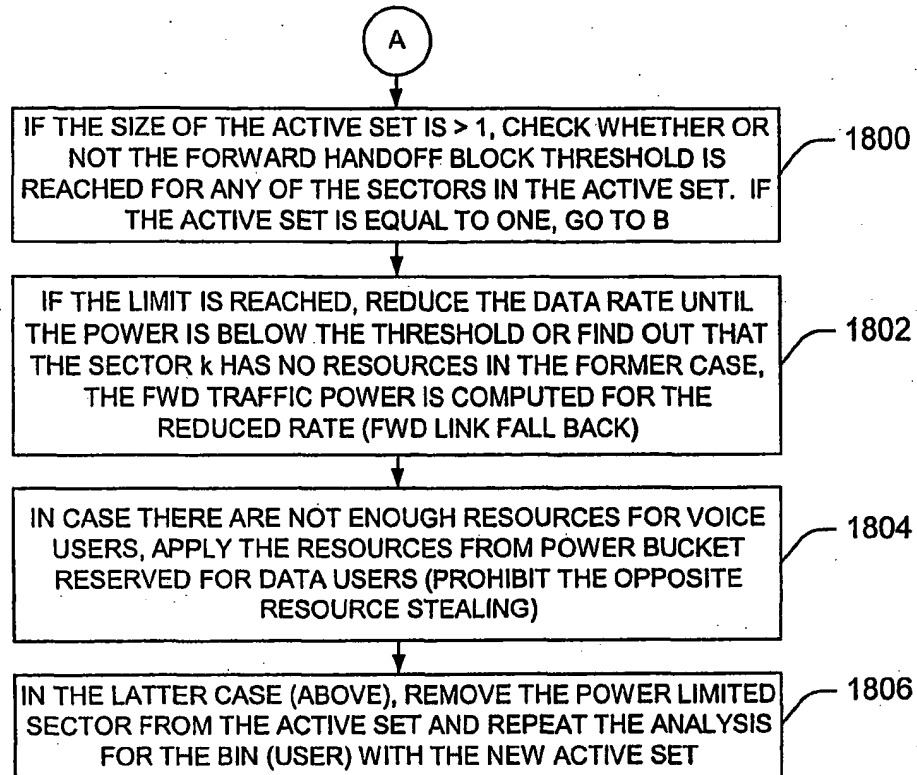 A
IF THE SIZE OF THE ACTIVE SET IS > 1, CHECK WHETHER OR
NOT THE FORWARD HANDOFF BLOCK THRESHOLD IS
REACHED FOR ANY OF THE SECTORS IN THE ACTIVE SET. IF
THE ACTIVE SET IS EQUAL TO ONE, GO TO B
1800
IF THE LIMIT IS REACHED, REDUCE THE DATA RATE UNTIL
THE POWER IS BELOW THE THRESHOLD OR FIND OUT THAT
THE SECTOR k HAS NO RESOURCES IN THE FORMER CASE,
THE FWD TRAFFIC POWER IS COMPUTED FOR THE
REDUCED RATE (FWD LINK FALL BACK)
1802
IN CASE THERE ARE NOT ENOUGH RESOURCES FOR VOICE
USERS, APPLY THE RESOURCES FROM POWER BUCKET
RESERVED FOR DATA USERS (PROHIBIT THE OPPOSITE
RESOURCE STEALING)
1804
IN THE LATTER CASE (ABOVE), REMOVE THE POWER LIMITED
SECTOR FROM THE ACTIVE SET AND REPEAT THE ANALYSIS
FOR THE BIN (USER) WITH THE NEW ACTIVE SET
1806